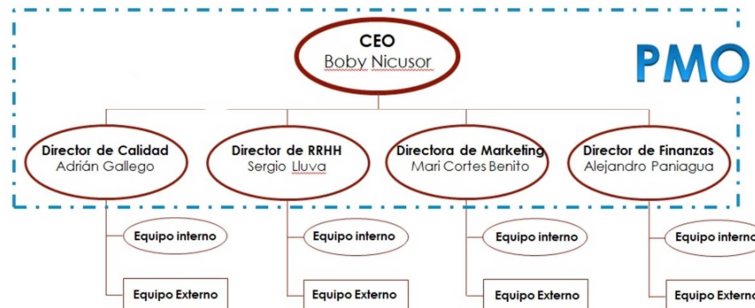 CEO
Boby Nicusor
PMO
Director de Calidad
Adrián Gallego
Director de RRHH
Sergio Lluva
Directora de Marketing
Mari Cortes Benito
Director de Finanzas
Alejandro Paniagua
Equipo interno
Equipo interno
Equipo interno
Equipo interno
Equipo Externo
Equipo Externo
Equipo Externo
Equipo Externo